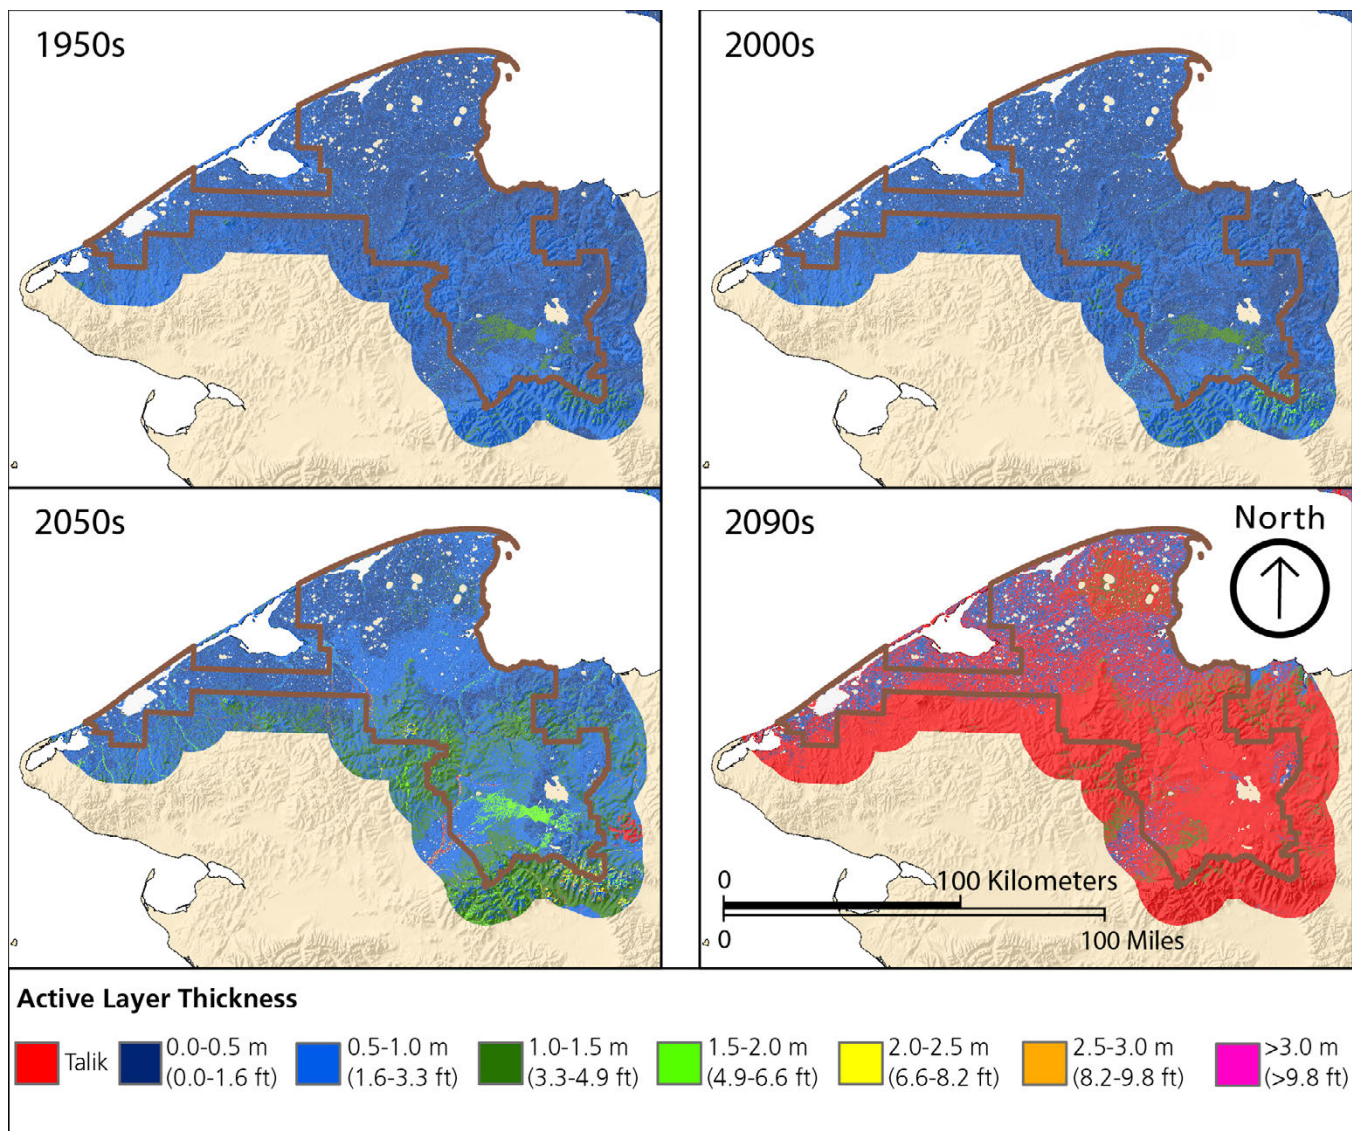 1950s
2000s
2050s
2090s
North
0
100 Kilometers
0
100 Miles
Active Layer Thickness
Talik
0.0-0.5 m
(0.0-1.6 ft)
0.5-1.0 m
(1.6-3.3 ft)
1.0-1.5 m
(3.3-4.9 ft)
1.5-2.0 m
(4.9-6.6 ft)
2.0-2.5 m
(6.6-8.2 ft)
2.5-3.0 m
(8.2-9.8 ft)
>3.0 m
(>9.8 ft)